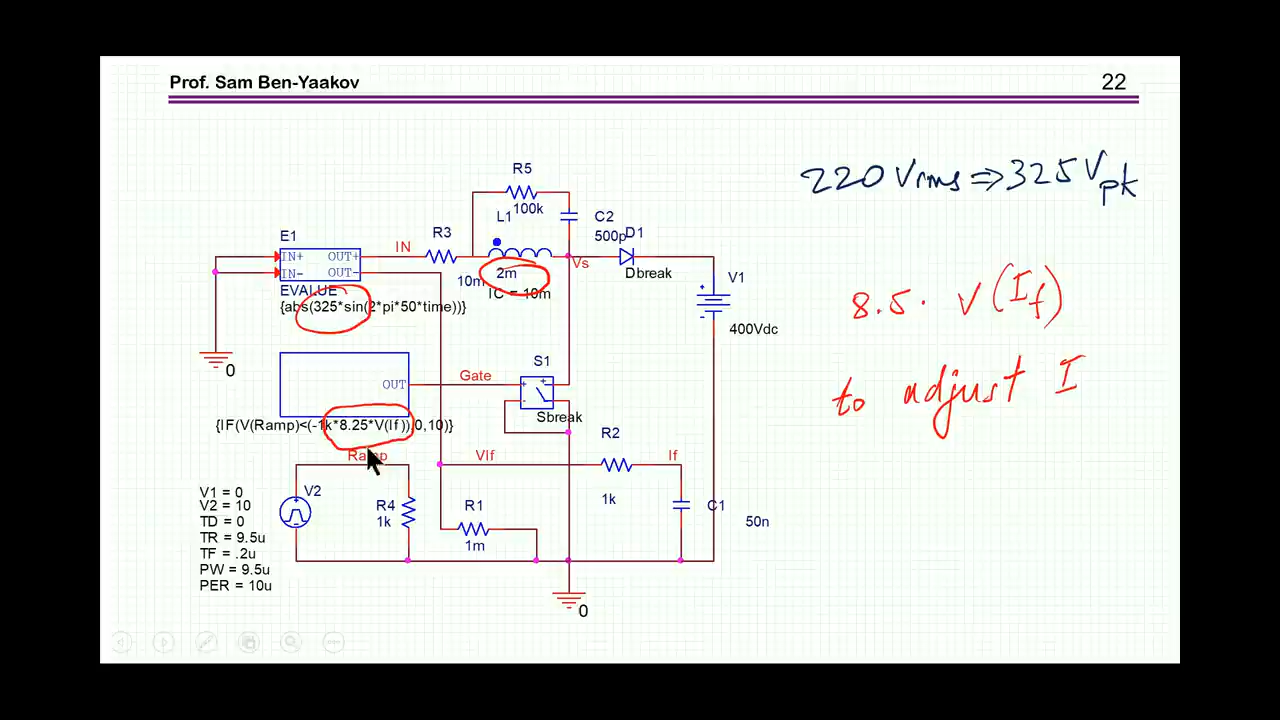 Prof. Sam Ben-Yaakov
22
220 Vrms ⇒ 325 Vpk
R5
100k
L1
C2
500p
E1
IN
R3
D1
IN+
OUT+
Vs
IN-
OUT-
10m
2m
Dbreak
V1
EVALUE
IC = 10m
{abs(325*sin(2*pi*50*time))}
8.5 · V(If)
400Vdc
0
S1
OUT
Gate
to adjust I
Sbreak
{IF(V(Ramp)<(-1k*8.25*V(If)),0,10)}
R2
Ramp
VIf
If
V1 = 0
V2
1k
V2 = 10
R4
R1
C1
TD = 0
1k
50n
TR = 9.5u
1m
TF = .2u
PW = 9.5u
PER = 10u
0